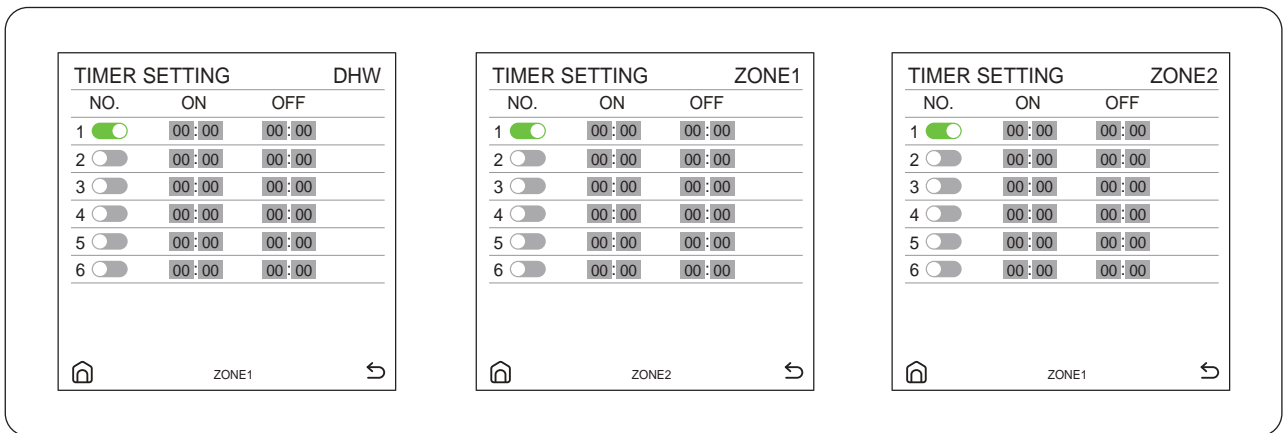 TIMER SETTING DHW
NO. ON OFF
1 00:00 00:00
2 00:00 00:00
3 00:00 00:00
4 00:00 00:00
5 00:00 00:00
6 00:00 00:00
ZONE1
TIMER SETTING ZONE1
NO. ON OFF
1 00:00 00:00
2 00:00 00:00
3 00:00 00:00
4 00:00 00:00
5 00:00 00:00
6 00:00 00:00
ZONE2
TIMER SETTING ZONE2
NO. ON OFF
1 00:00 00:00
2 00:00 00:00
3 00:00 00:00
4 00:00 00:00
5 00:00 00:00
6 00:00 00:00
ZONE1